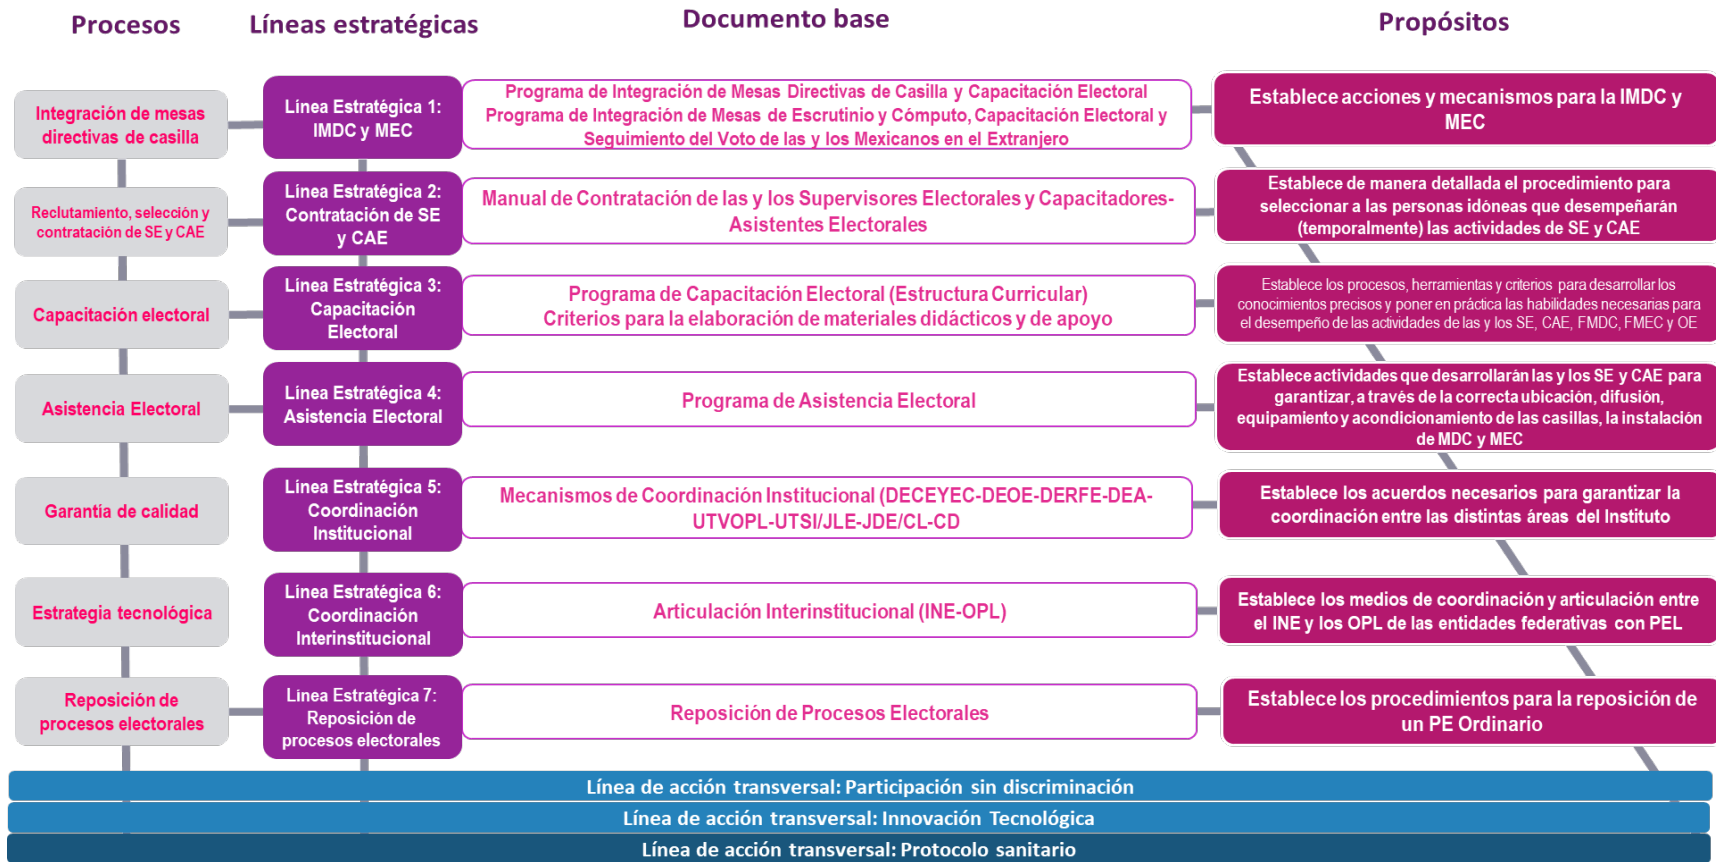 Procesos
Líneas estratégicas
Documento base
Propósitos
Integración de mesas
directivas de casilla
Línea Estratégica 1:
IMDC y MEC
Programa de Integración de Mesas Directivas de Casilla y Capacitación Electoral
Programa de Integración de Mesas de Escrutinio y Cómputo, Capacitación Electoral y
Seguimiento del Voto de las y los Mexicanos en el Extranjero
Establece acciones y mecanismos para la IMDC y
MEC
Reclutamiento, selección y
contratación de SE y CAE
Línea Estratégica 2:
Contratación de SE
y CAE
Manual de Contratación de las y los Supervisores Electorales y Capacitadores-
Asistentes Electorales
Establece de manera detallada el procedimiento para
seleccionar a las personas idóneas que desempeñarán
(temporalmente) las actividades de SE y CAE
Capacitación electoral
Línea Estratégica 3:
Capacitación
Electoral
Programa de Capacitación Electoral (Estructura Curricular)
Criterios para la elaboración de materiales didácticos y de apoyo
Establece los procesos, herramientas y criterios para desarrollar los
conocimientos precisos y poner en práctica las habilidades necesarias para
el desempeño de las actividades de las y los SE, CAE, FMDC, FMEC y OE
Asistencia Electoral
Línea Estratégica 4:
Asistencia Electoral
Programa de Asistencia Electoral
Establece actividades que desarrollarán las y los SE y CAE para
garantizar, a través de la correcta ubicación, difusión,
equipamiento y acondicionamiento de las casillas, la instalación
de MDC y MEC
Garantía de calidad
Línea Estratégica 5:
Coordinación
Institucional
Mecanismos de Coordinación Institucional (DECEYEC-DEOE-DERFE-DEA-
UTVOPL-UTSI/JLE-JDE/CL-CD
Establece los acuerdos necesarios para garantizar la
coordinación entre las distintas áreas del Instituto
Estrategia tecnológica
Línea Estratégica 6:
Coordinación
Interinstitucional
Articulación Interinstitucional (INE-OPL)
Establece los medios de coordinación y articulación entre
el INE y los OPL de las entidades federativas con PEL
Reposición de
procesos electorales
Línea Estratégica 7:
Reposición de
procesos electorales
Reposición de Procesos Electorales
Establece los procedimientos para la reposición de
un PE Ordinario
Línea de acción transversal: Participación sin discriminación
Línea de acción transversal: Innovación Tecnológica
Línea de acción transversal: Protocolo sanitario